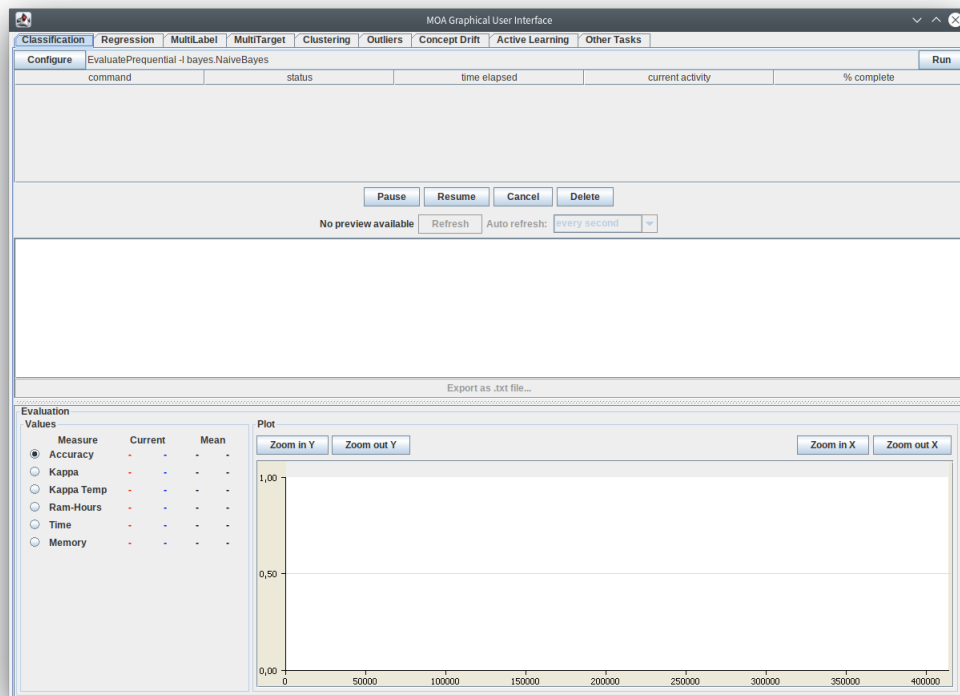 MOA Graphical User Interface
Classification Regression MultiLabel MultiTarget Clustering Outliers Concept Drift Active Learning Other Tasks
Configure EvaluatePrequential -l bayes.NaiveBayes Run
command status time elapsed current activity % complete
Pause Resume Cancel Delete
No preview available Refresh Auto refresh: every second
Export as .txt file...
Evaluation
Values
Measure Current Mean
Accuracy - - - -
Kappa - - - -
Kappa Temp - - - -
Ram-Hours - - - -
Time - - - -
Memory - - - -
Plot
Zoom in Y Zoom out Y Zoom in X Zoom out X
1,00
0,50
0,00
0 50000 100000 150000 200000 250000 300000 350000 400000